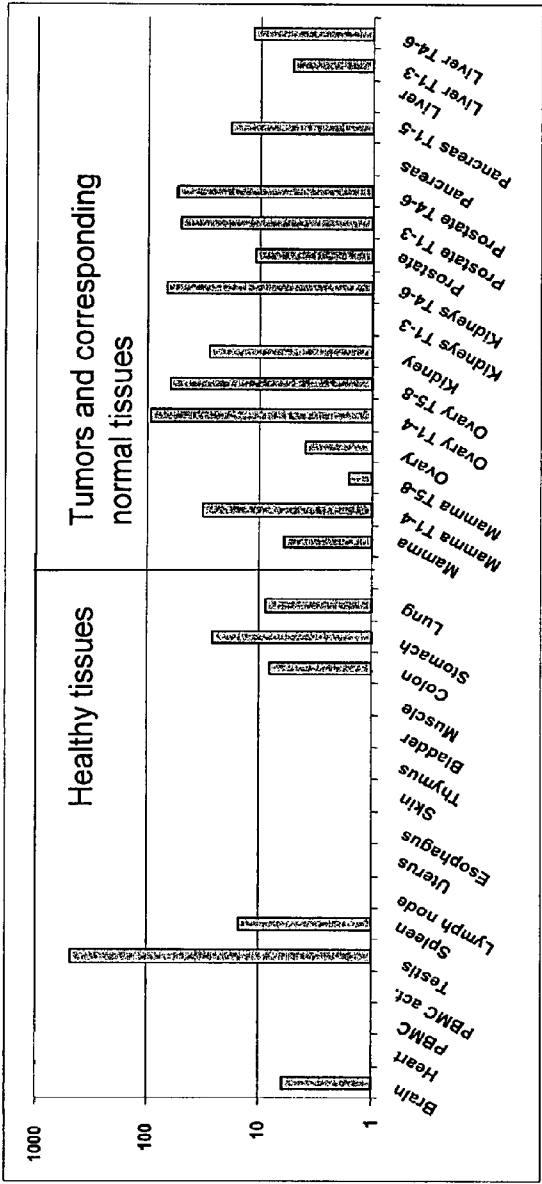 1000
100
10
1
Healthy tissues
Tumors and corresponding
normal tissues
Brain
Heart
PBMC
PBMC act.
Testis
Spleen
Lymph node
Uterus
Esophagus
Skin
Thymus
Bladder
Muscle
Colon
Stomach
Lung
Mamma
Mamma T1-4
Mamma T5-8
Ovary
Ovary T1-4
Ovary T5-8
Kidney
Kidneys T1-3
Kidneys T4-6
Prostate
Prostate T1-3
Prostate T4-6
Pancreas
Pancreas T1-5
Liver
Liver T1-3
Liver T4-6